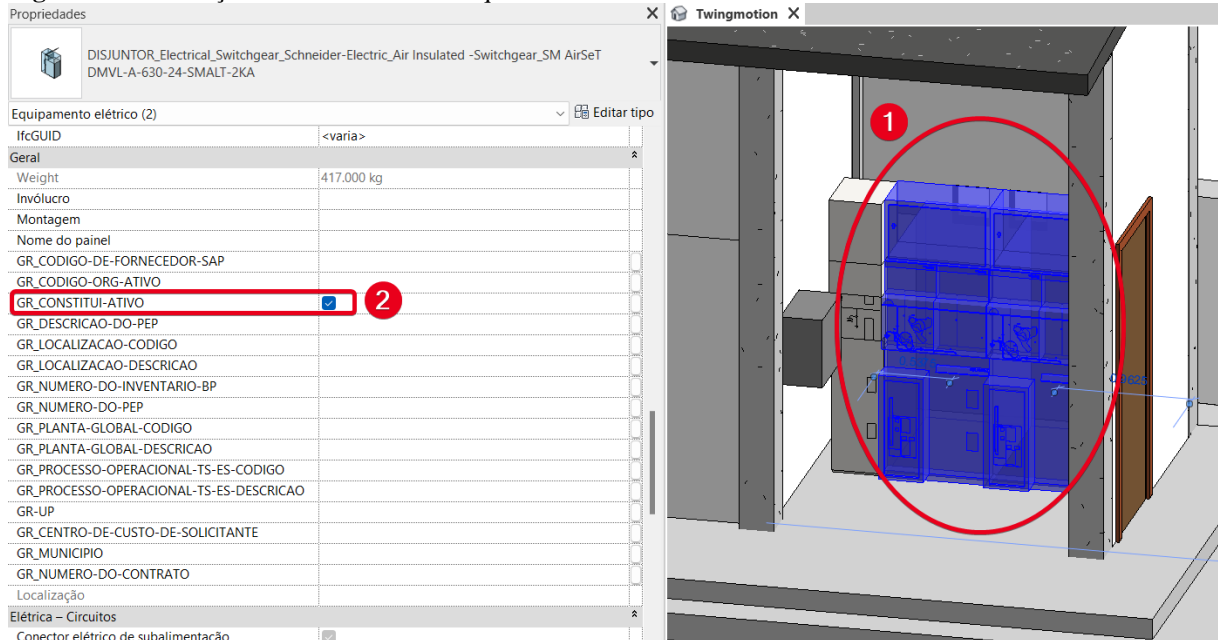 Propriedades
Twingmotion
DISJUNTOR_Electrical_Switchgear_Schneider-Electric_Air Insulated -Switchgear_SM AirSeT
DMVL-A-630-24-SMALT-2KA
Equipamento elétrico (2)
Editar tipo
IfcGUID <varia>
Geral
Weight 417.000 kg
Invólucro
Montagem
Nome do painel
GR_CODIGO-DE-FORNECEDOR-SAP
GR_CODIGO-ORG-ATIVO
GR_CONSTITUI-ATIVO
2
GR_DESCRICAO-DO-PEP
GR_LOCALIZACAO-CODIGO
GR_LOCALIZACAO-DESCRICAO
GR_NUMERO-DO-INVENTARIO-BP
GR_NUMERO-DO-PEP
GR_PLANTA-GLOBAL-CODIGO
GR_PLANTA-GLOBAL-DESCRICAO
GR_PROCESSO-OPERACIONAL-TS-ES-CODIGO
GR_PROCESSO-OPERACIONAL-TS-ES-DESCRICAO
GR-UP
GR_CENTRO-DE-CUSTO-DE-SOLICITANTE
GR_MUNICIPIO
GR_NUMERO-DO-CONTRATO
Localização
Elétrica – Circuitos
Conector elétrico de subalimentação
1